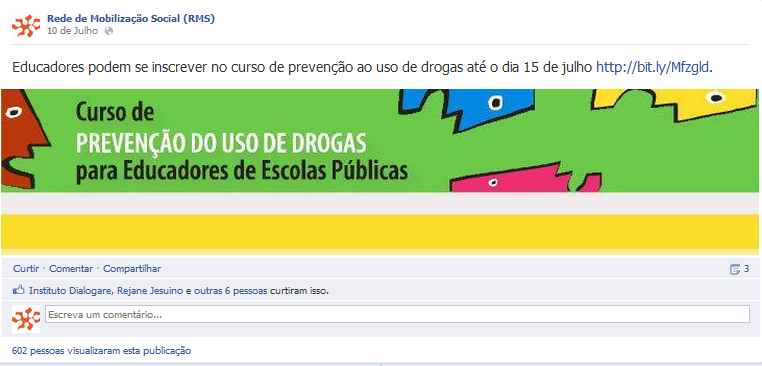 Rede de Mobilização Social (RMS)
10 de Julho
Educadores podem se inscrever no curso de prevenção ao uso de drogas até o dia 15 de julho http://bit.ly/Mfzgld.
Curso de
PREVENÇÃO DO USO DE DROGAS
para Educadores de Escolas Públicas
Curtir · Comentar · Compartilhar 3
Instituto Dialogare, Rejane Jesuino e outras 6 pessoas curtiram isso.
Escreva um comentário...
602 pessoas visualizaram esta publicação